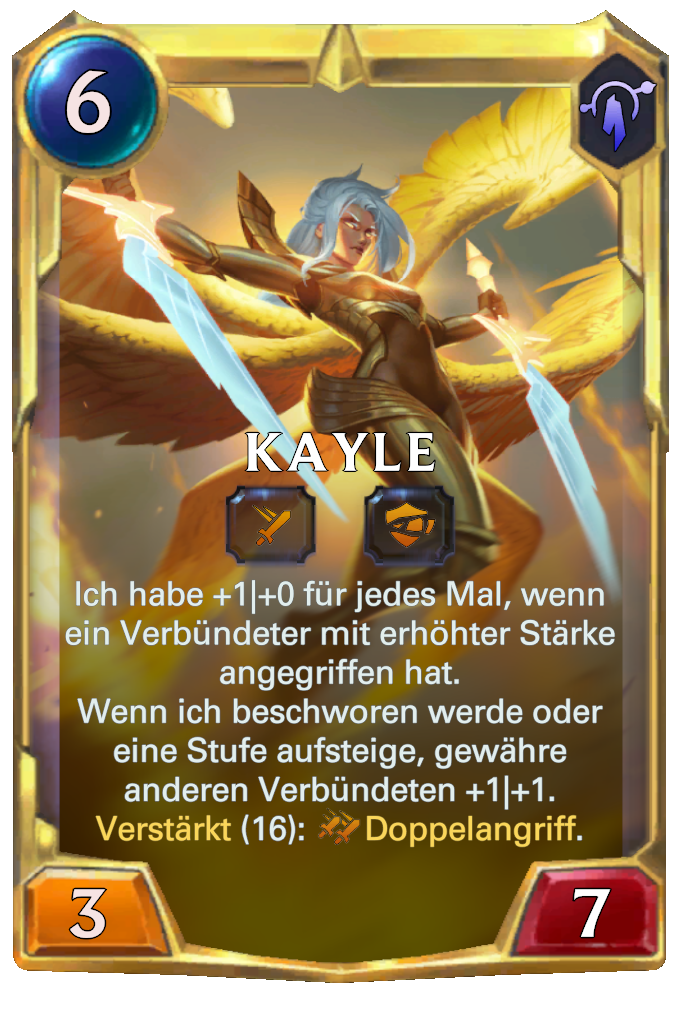 6
KAYLE
Ich habe +1|+0 für jedes Mal, wenn
ein Verbündeter mit erhöhter Stärke
angegriffen hat.
Wenn ich beschworen werde oder
eine Stufe aufsteige, gewähre
anderen Verbündeten +1|+1.
Verstärkt (16): Doppelangriff.
3
7